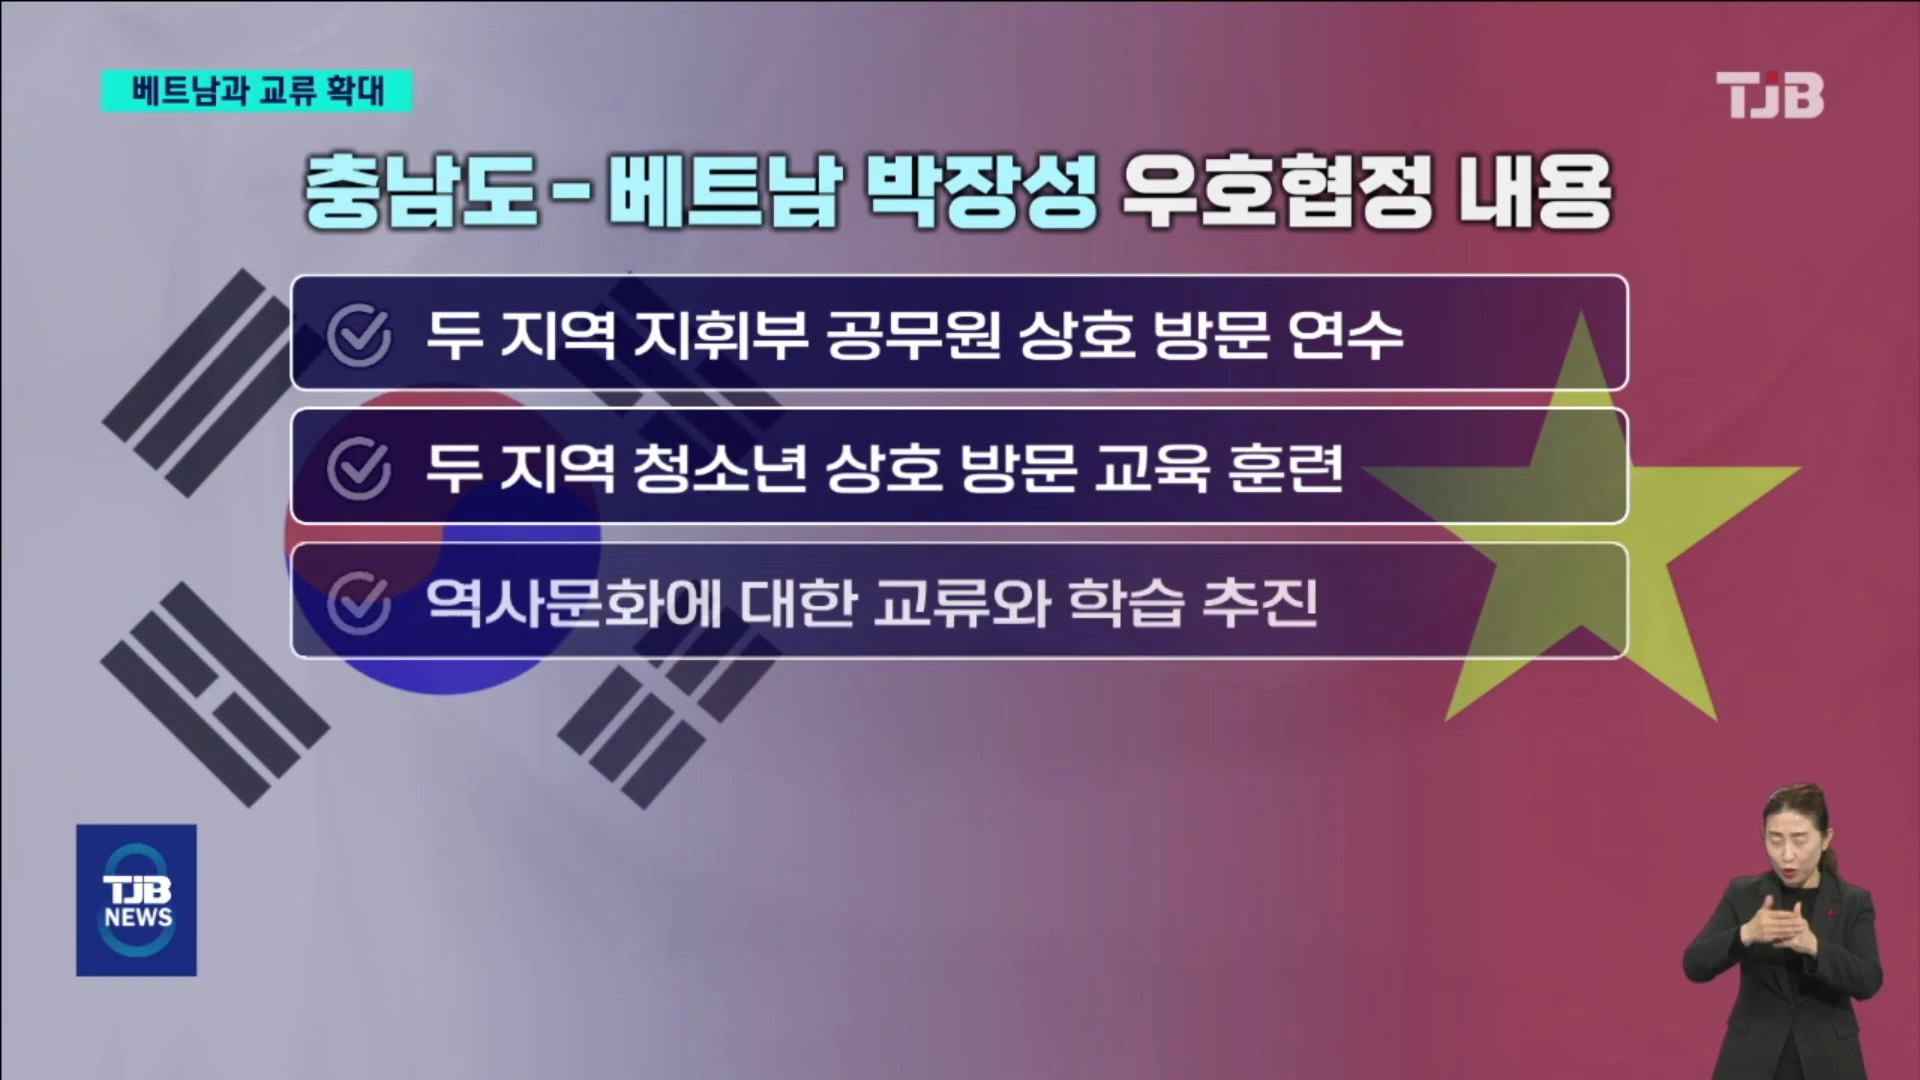 베트남과 교류 확대
TJB
충남도-베트남 박장성 우호협정 내용
두 지역 지휘부 공무원 상호 방문 연수
두 지역 청소년 상호 방문 교육 훈련
역사문화에 대한 교류와 학습 추진
8
TJB
NEWS